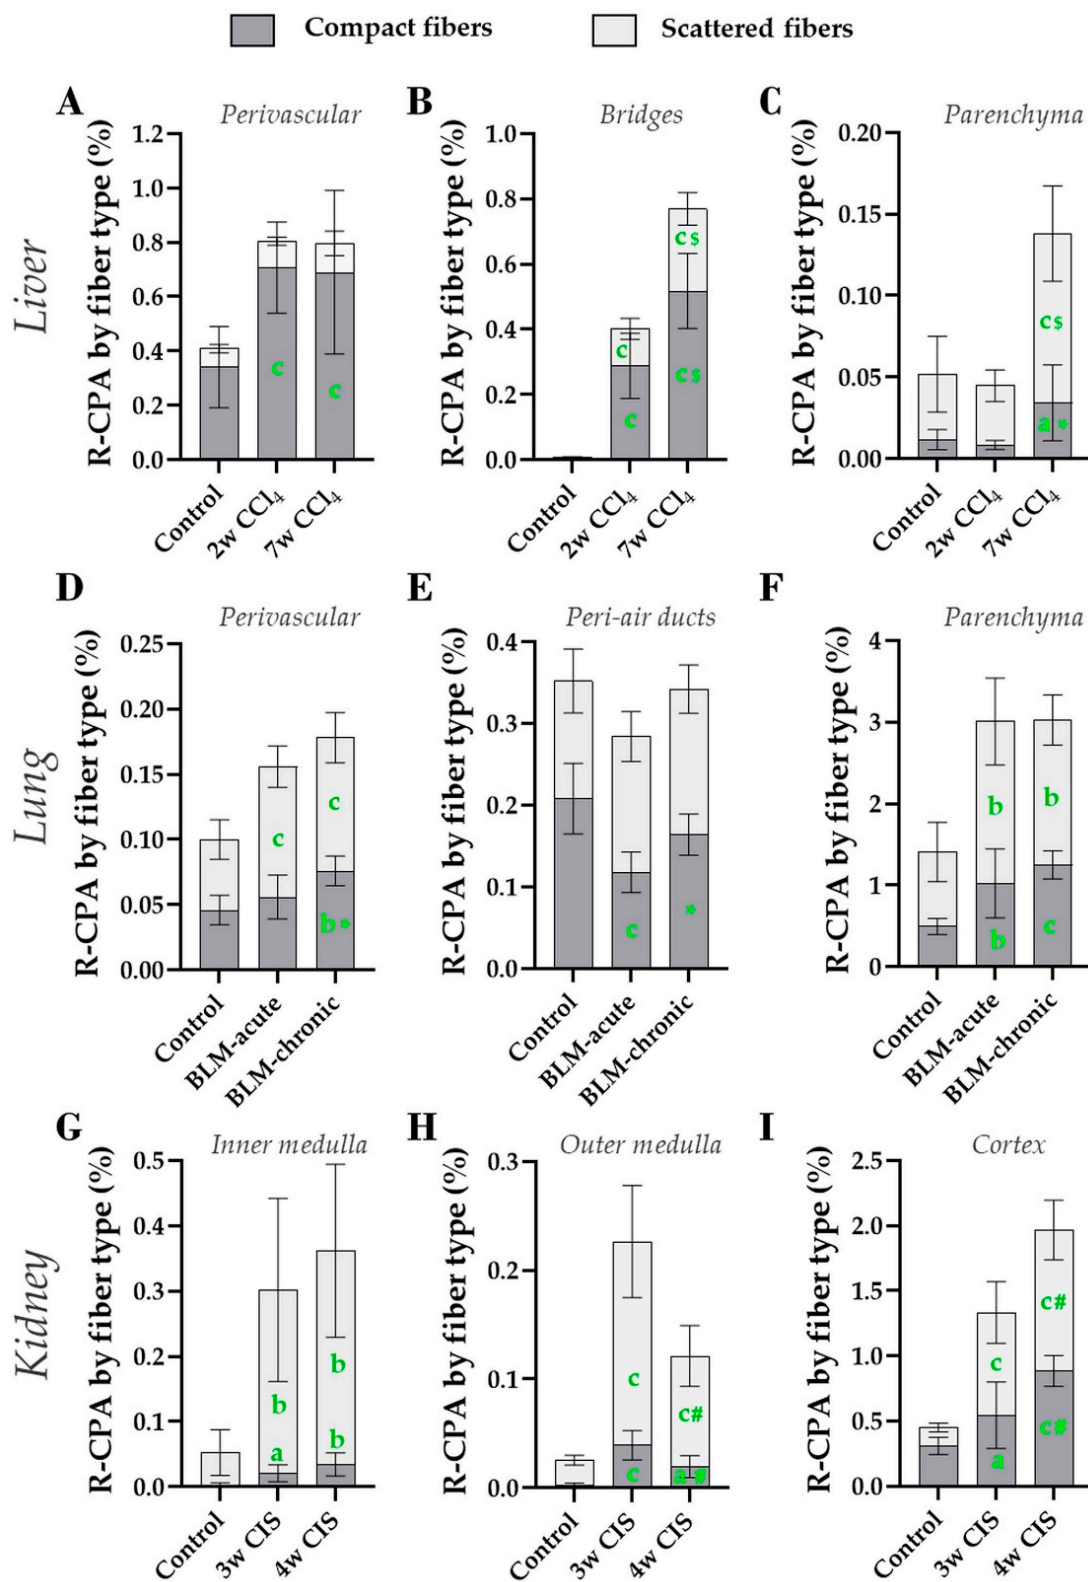 Compact fibers Scattered fibers
Liver
A Perivascular
R-CPA by fiber type (%)
1.2
1.0
0.8
0.6
0.4
0.2
0.0
c
c
Control 2w CCl₄ 7w CCl₄
B Bridges
R-CPA by fiber type (%)
1.0
0.8
0.6
0.4
0.2
0.0
c
c
c$
c$
Control 2w CCl₄ 7w CCl₄
C Parenchyma
R-CPA by fiber type (%)
0.20
0.15
0.10
0.05
0.00
c$
a*
Control 2w CCl₄ 7w CCl₄
Lung
D Perivascular
R-CPA by fiber type (%)
0.25
0.20
0.15
0.10
0.05
0.00
c
c
b*
Control BLM-acute BLM-chronic
E Peri-air ducts
R-CPA by fiber type (%)
0.4
0.3
0.2
0.1
0.0
c
*
Control BLM-acute BLM-chronic
F Parenchyma
R-CPA by fiber type (%)
4
3
2
1
0
b
b
b
c
Control BLM-acute BLM-chronic
Kidney
G Inner medulla
R-CPA by fiber type (%)
0.5
0.4
0.3
0.2
0.1
0.0
b
a
b
b
Control 3w CIS 4w CIS
H Outer medulla
R-CPA by fiber type (%)
0.3
0.2
0.1
0.0
c
c
c#
a#
Control 3w CIS 4w CIS
I Cortex
R-CPA by fiber type (%)
2.5
2.0
1.5
1.0
0.5
0.0
c
a
c#
c#
Control 3w CIS 4w CIS